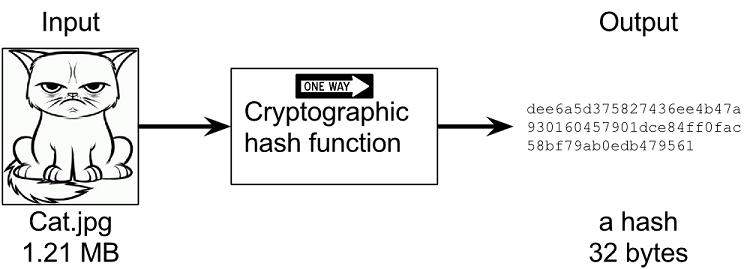 Input
Output
ONE WAY
Cryptographic
hash function
dee6a5d375827436ee4b47a
930160457901dce84ff0fac
58bf79ab0edb479561
Cat.jpg
1.21 MB
a hash
32 bytes